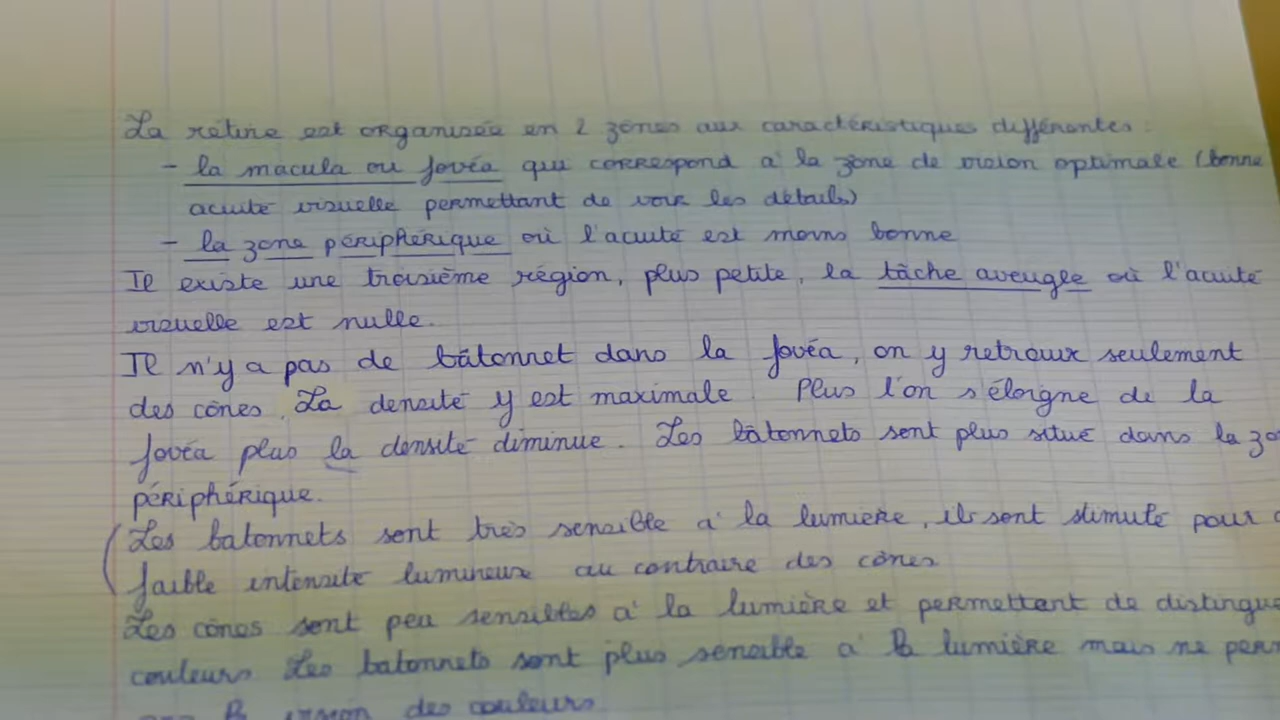 La rétine est organisée en 2 zones aux caractéristiques différentes :
- la macula ou fovéa qui correspond à la zone de vision optimale (bonne
acuité visuelle permettant de voir les détails)
- la zone périphérique où l'acuité est moins bonne
Il existe une troisième région, plus petite, la tâche aveugle où l'acuité
visuelle est nulle.
Il n'y a pas de bâtonnet dans la fovéa, on y retrouve seulement
des cônes. La densité y est maximale. Plus l'on s'éloigne de la
fovéa plus la densité diminue. Les bâtonnets sont plus situé dans la
périphérique.
(Les batonnets sont très sensible à la lumière, ils sont stimulé pour
faible intensité lumineuse au contraire des cônes
Les cônes sont peu sensibles à la lumière et permettent de
couleurs Les batonnets sont plus sensible à la lumière mais ne
la vision des couleurs